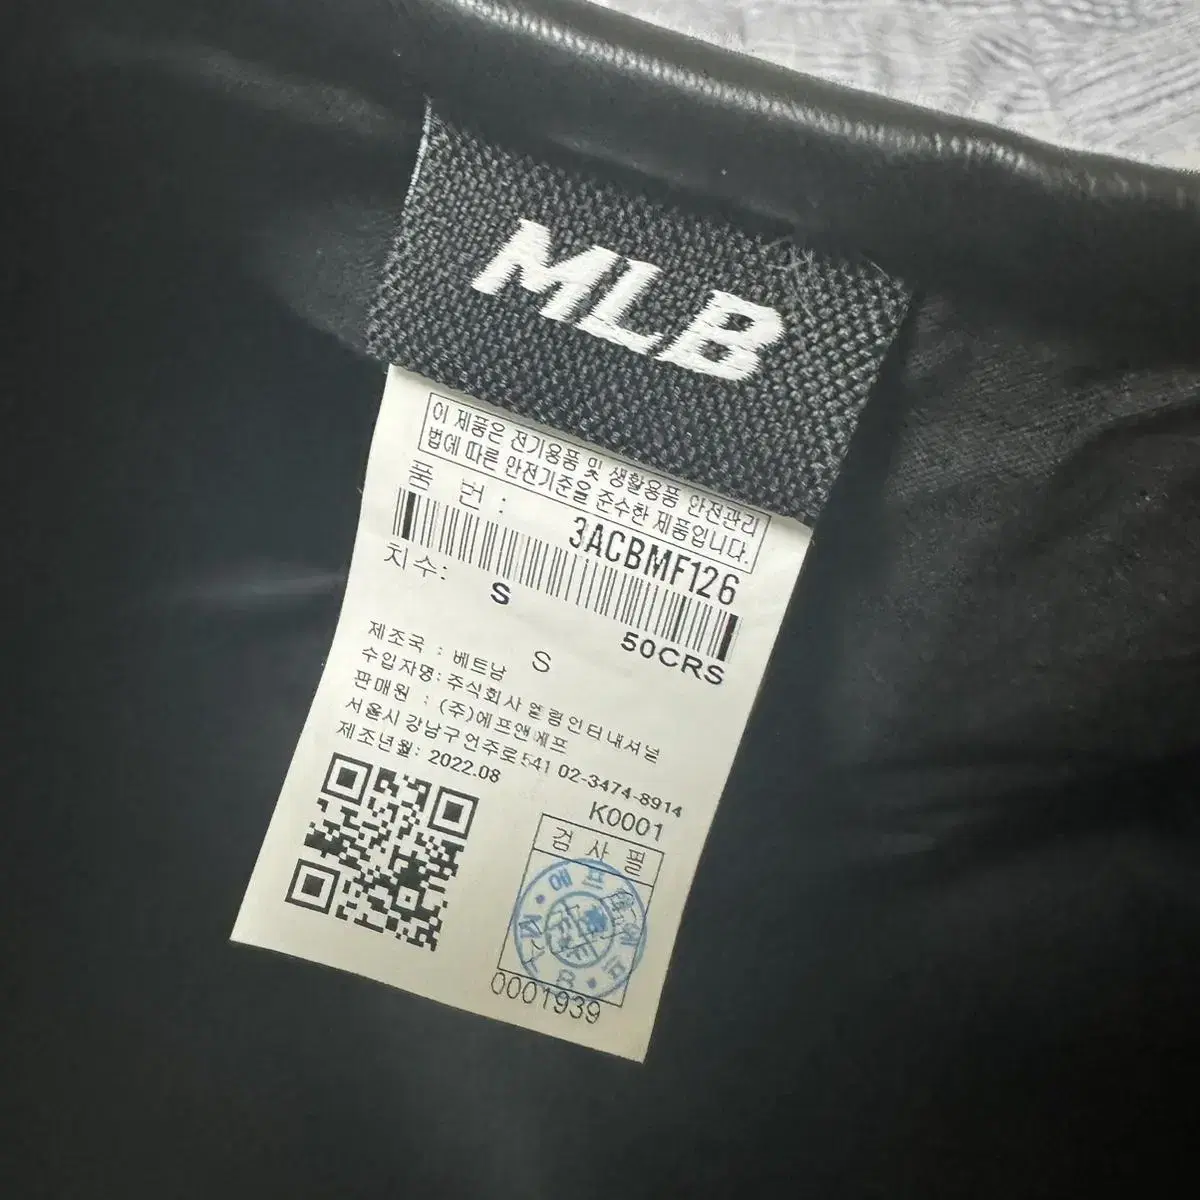 MLB
이 제품은 전기용품 및 생활용품 안전관리
법에 따른 안전기준을 준수한 제품입니다.
품 번 : 3ACBMF126
치수: S 50CRS
S
제조국 : 베트남
수입자명: 주식회사 엘림인터내셔널
판매원 : (주)에프앤에프
서울시 강남구언주로541 02-3474-8914
제조년월: 2022.08
K0001
검사필
에프앤에프
0001939